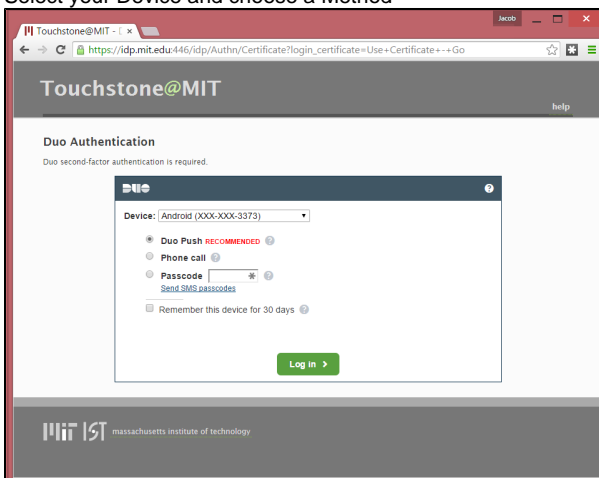 Select your Device and choose a Method
Jacob
Touchstone@MIT - [
https://idp.mit.edu:446/idp/Authn/Certificate?login_certificate=Use+Certificate+-+Go
Touchstone@MIT
help
Duo Authentication
Duo second-factor authentication is required.
DUO
Device: Android (XXX-XXX-3373)
Duo Push RECOMMENDED ?
Phone call ?
Passcode ?
Send SMS passcodes
Remember this device for 30 days ?
Log in >
MIT IST massachusetts institute of technology